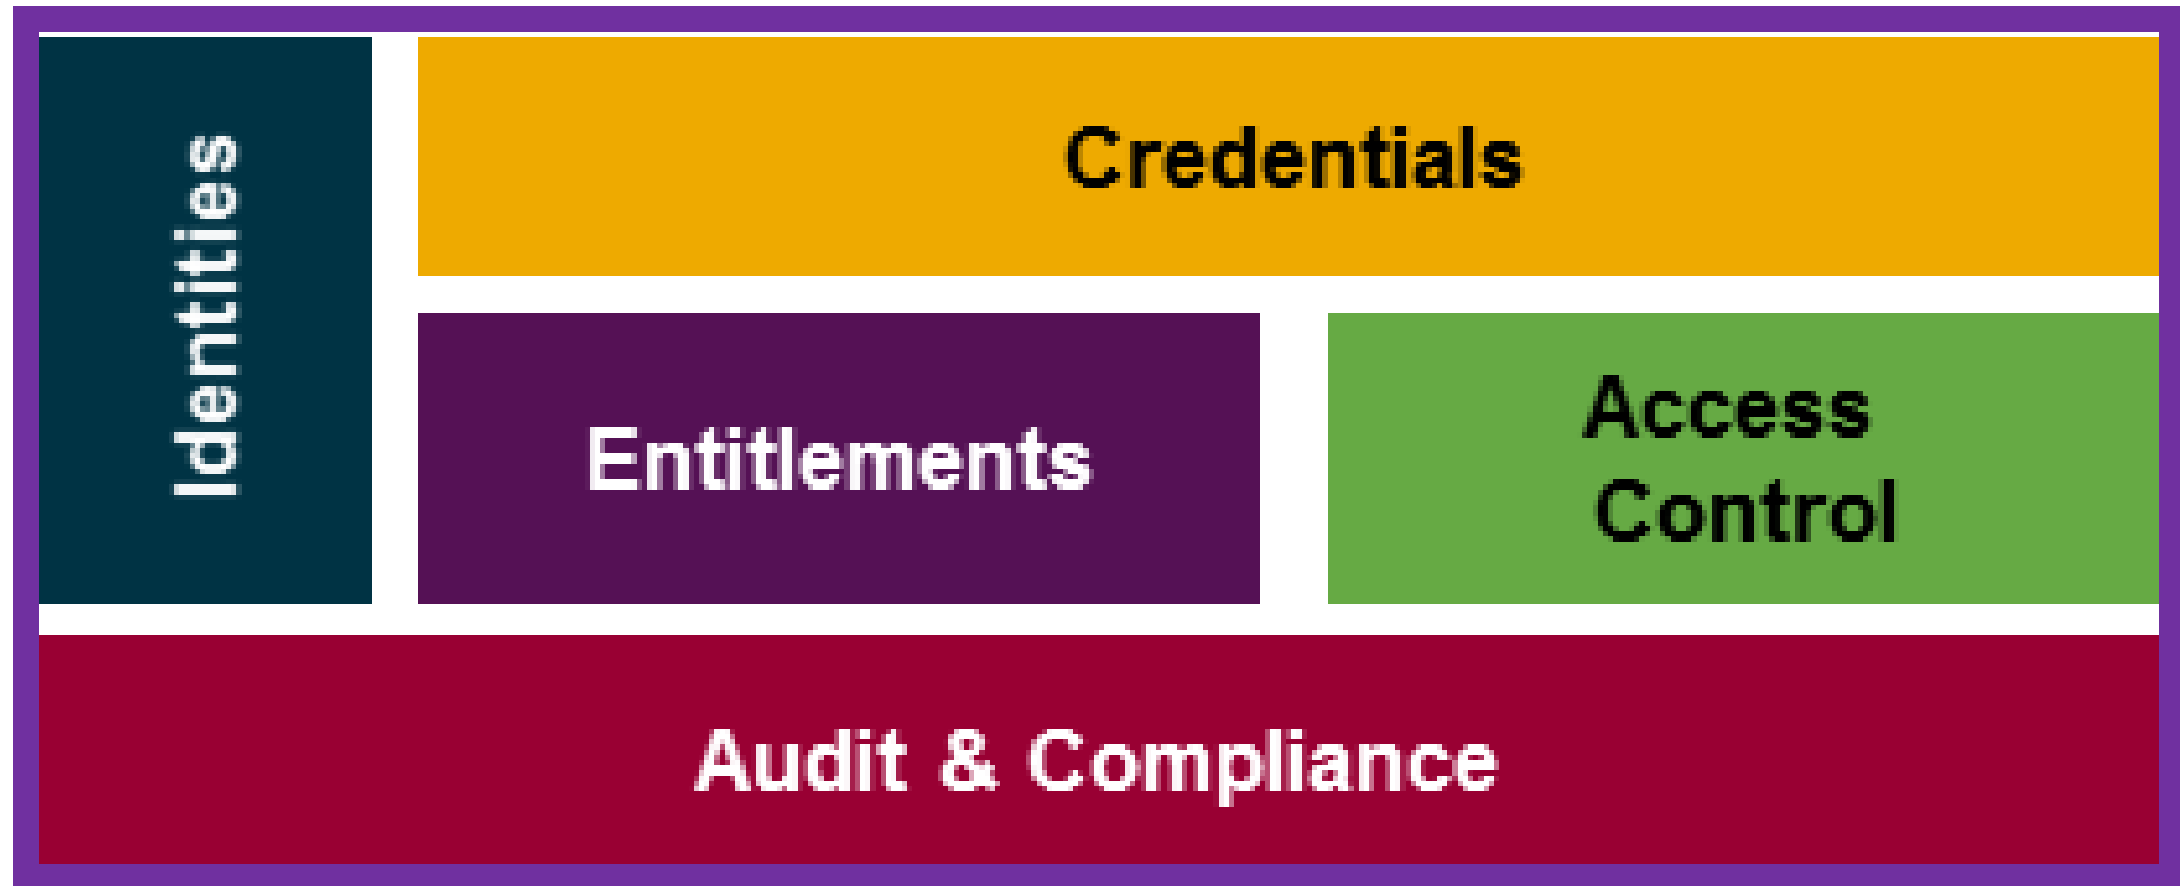 Identities
Credentials
Entitlements
Access
Control
Audit & Compliance